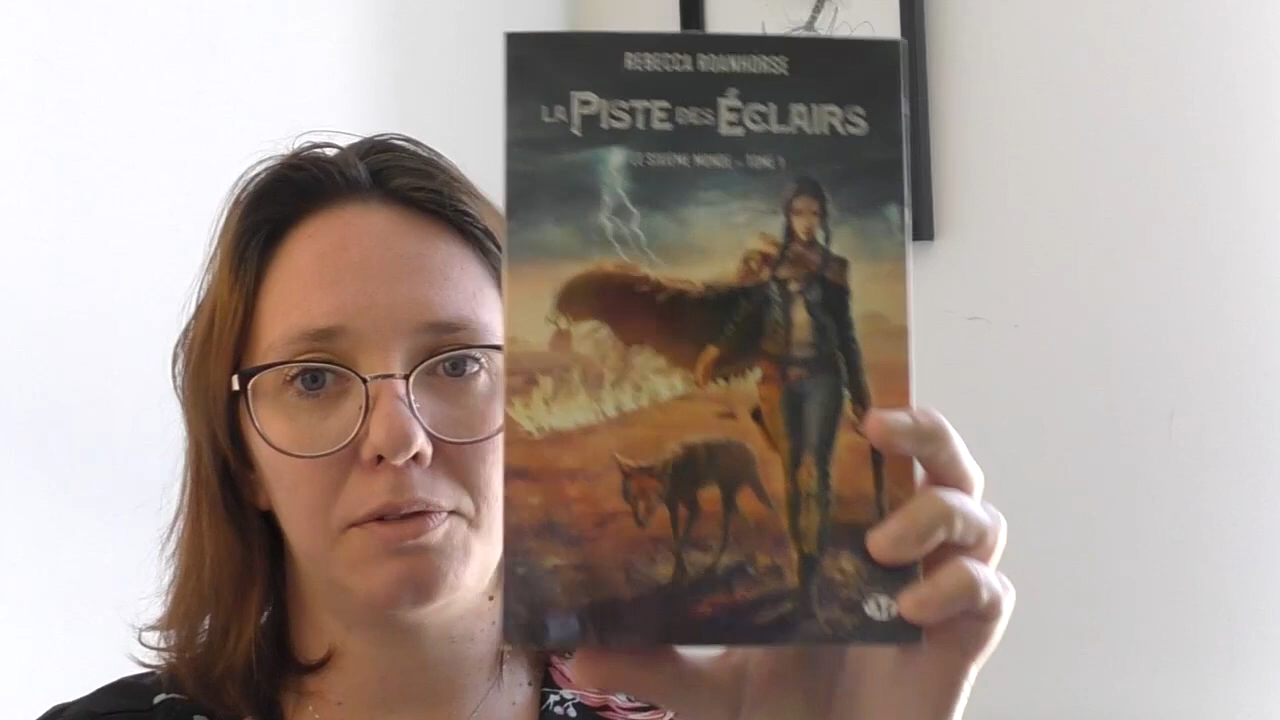 REBECCA ROANHORSE
LA PISTE DES ÉCLAIRS
LE SIXIÈME MONDE – TOME 1